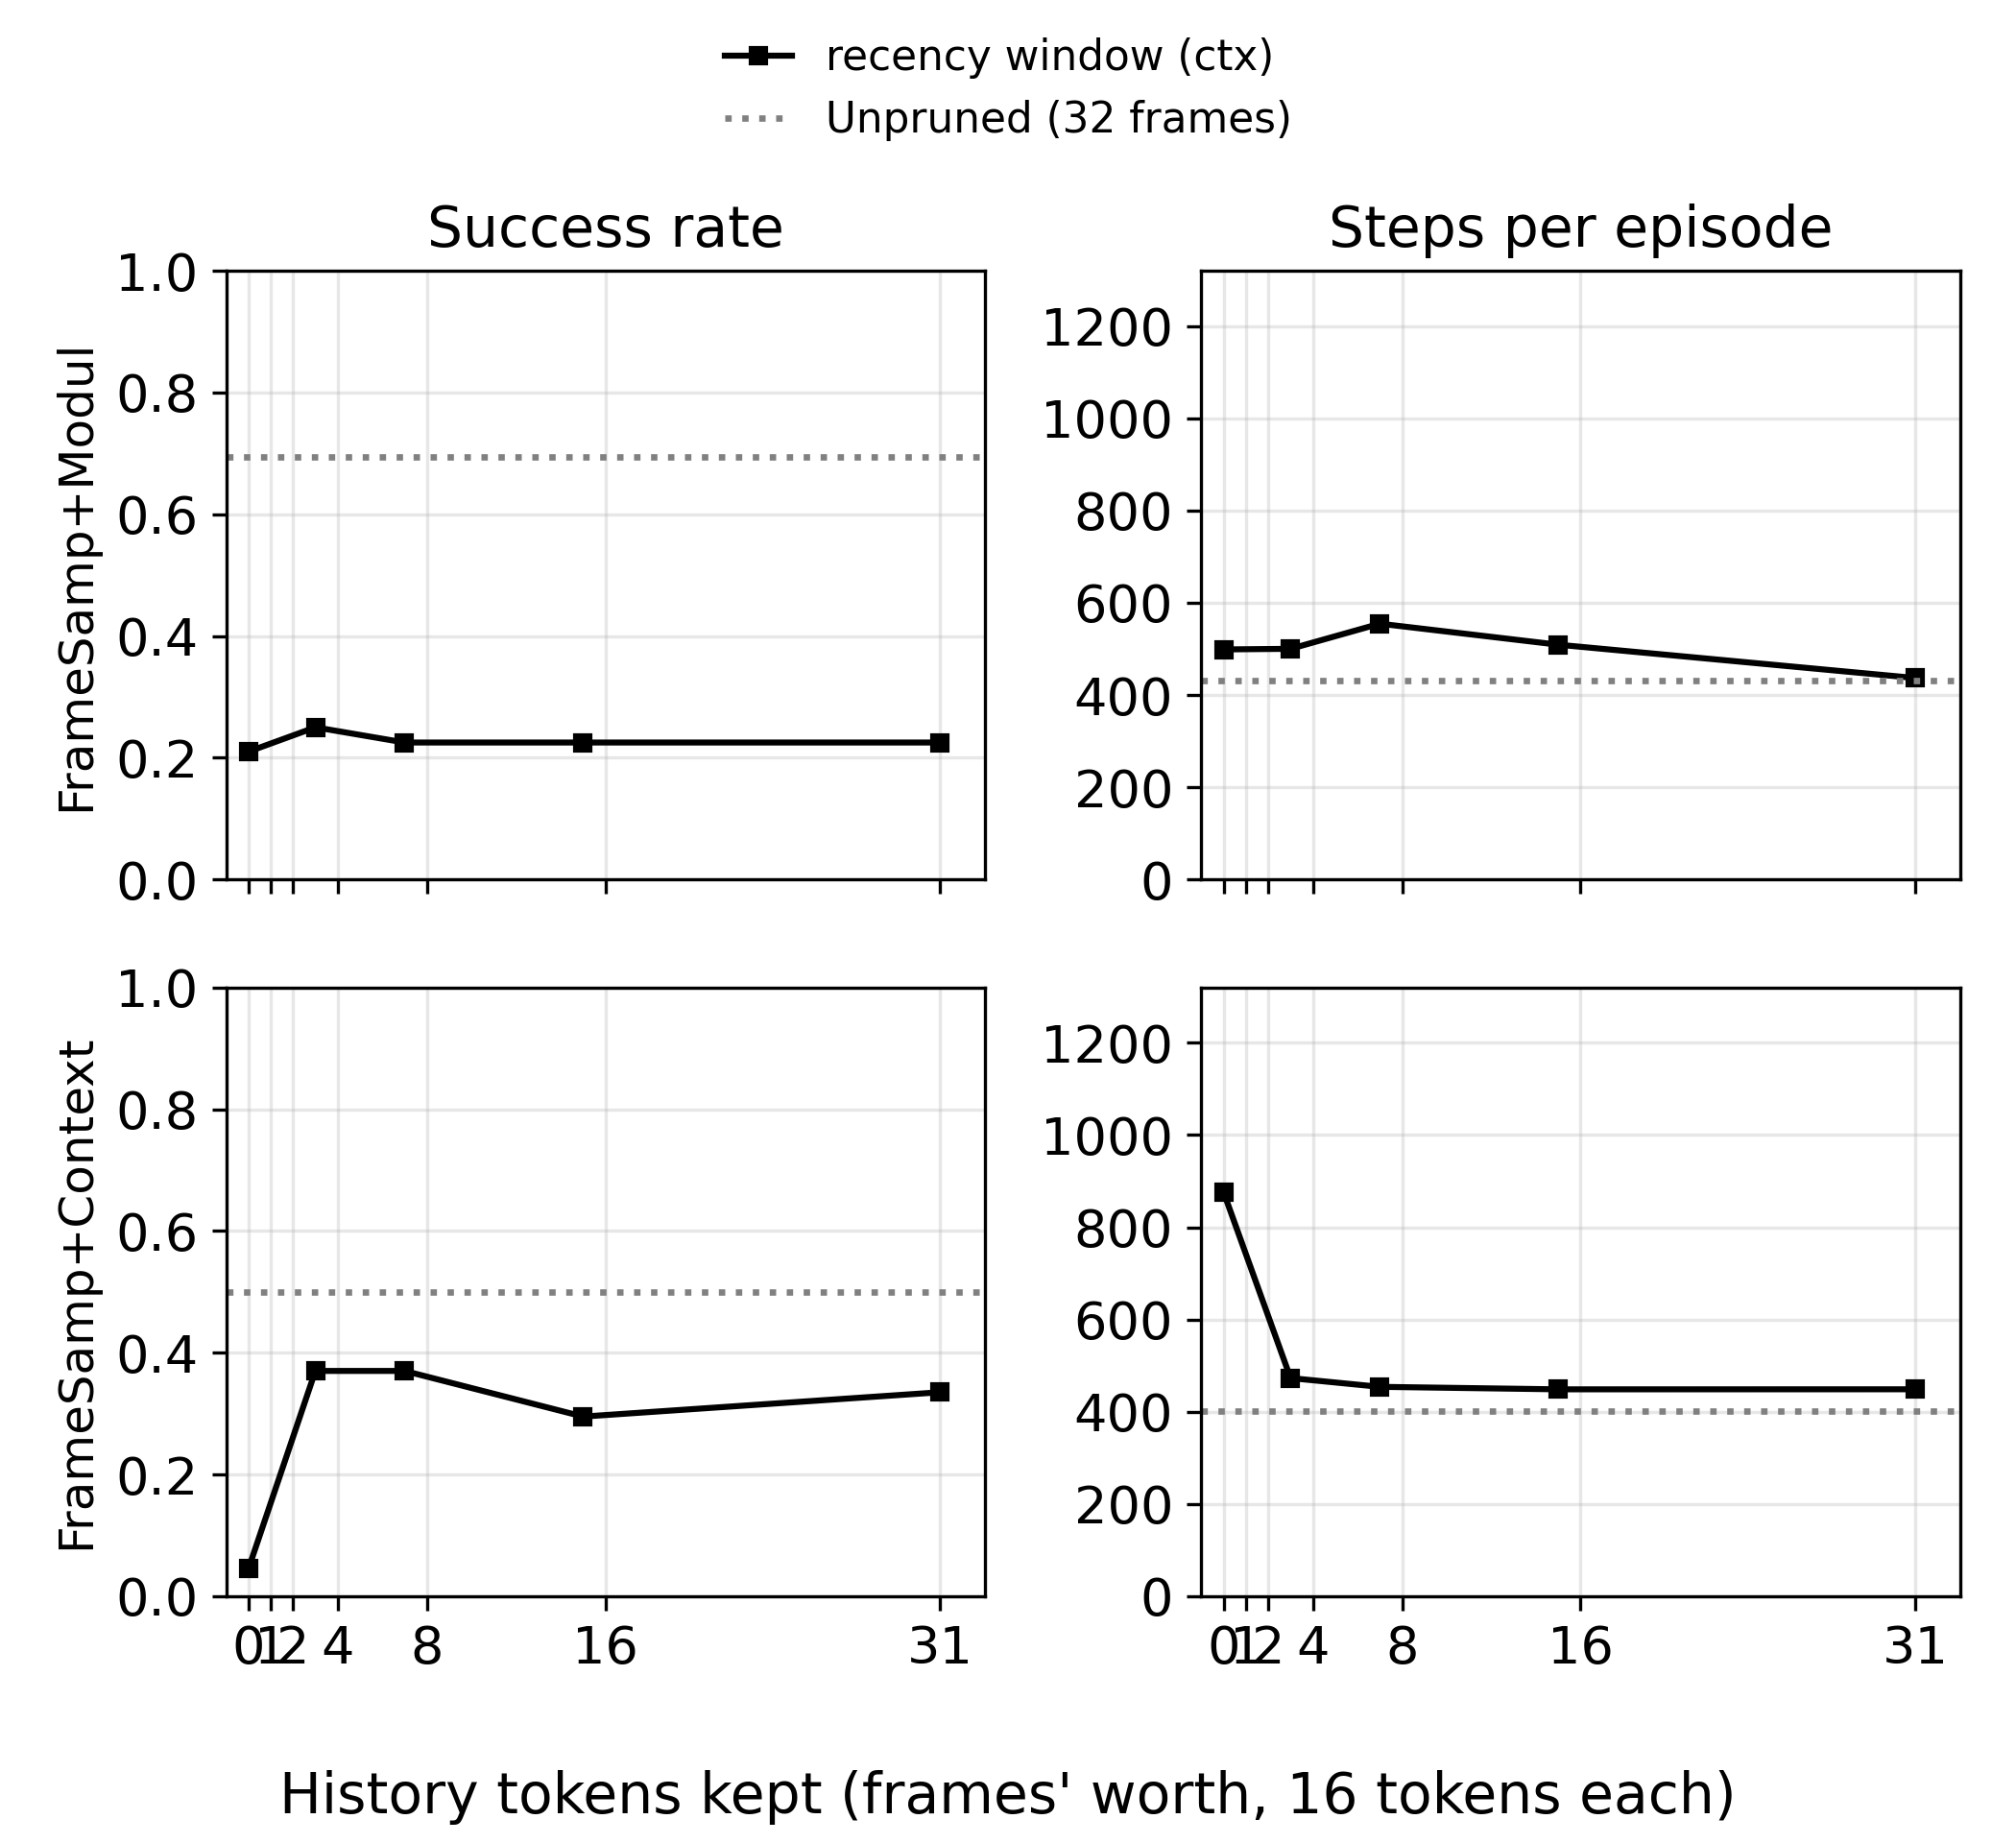 recency window (ctx)
Unpruned (32 frames)
Success rate
Steps per episode
FrameSamp+Modul
1.0
0.8
0.6
0.4
0.2
0.0
1200
1000
800
600
400
200
0
FrameSamp+Context
1.0
0.8
0.6
0.4
0.2
0.0
0 1 2 4 8 16 31
1200
1000
800
600
400
200
0
0 1 2 4 8 16 31
History tokens kept (frames' worth, 16 tokens each)